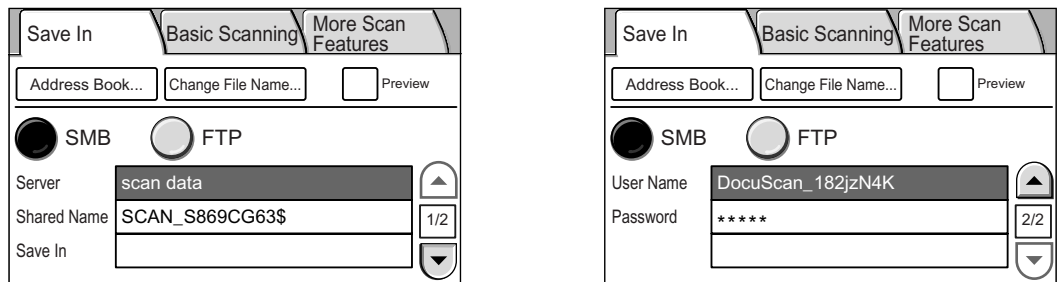 Save In
Basic Scanning
More Scan
Features
Address Book...
Change File Name...
Preview
SMB
FTP
Server
scan data
Shared Name
SCAN_S869CG63$
1/2
Save In
Save In
Basic Scanning
More Scan
Features
Address Book...
Change File Name...
Preview
SMB
FTP
User Name
DocuScan_182jzN4K
Password
*****
2/2